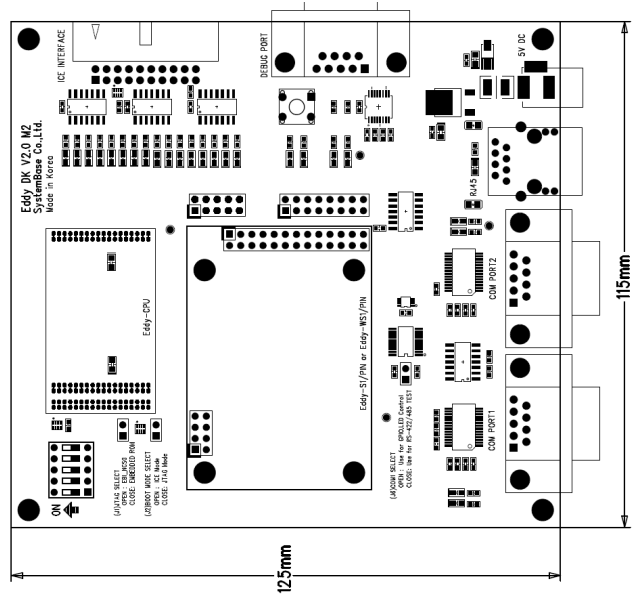 Eddy DK V2.0 M2
SystemBase Co.,Ltd.
Made in Korea
ICE INTERFACE
DEBUG PORT
5V DC
Eddy-CPU
RJ45
Eddy-S1/PIN or Eddy-WS1/PIN
COM PORT2
COM PORT1
ON
(J1)JTAG SELECT
OPEN : EBI_NCS0
CLOSE: EMBEDDED ROM
(J2)BOOT MODE SELECT
OPEN : ICE Mode
CLOSE: JTAG Mode
(J6)COM1 SELECT
OPEN : Use for GPIO,LED Control
CLOSE: Use for RS-422/485 TEST
115mm
125mm